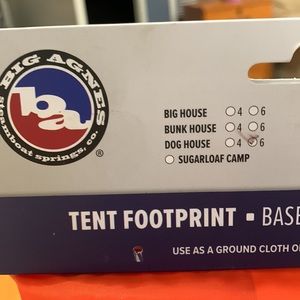 BIG AGNES
steamboat springs, co.
ba
®
BIG HOUSE 4 6
BUNK HOUSE 4 6
DOG HOUSE 4 6
SUGARLOAF CAMP
TENT FOOTPRINT • BASE
USE AS A GROUND CLOTH